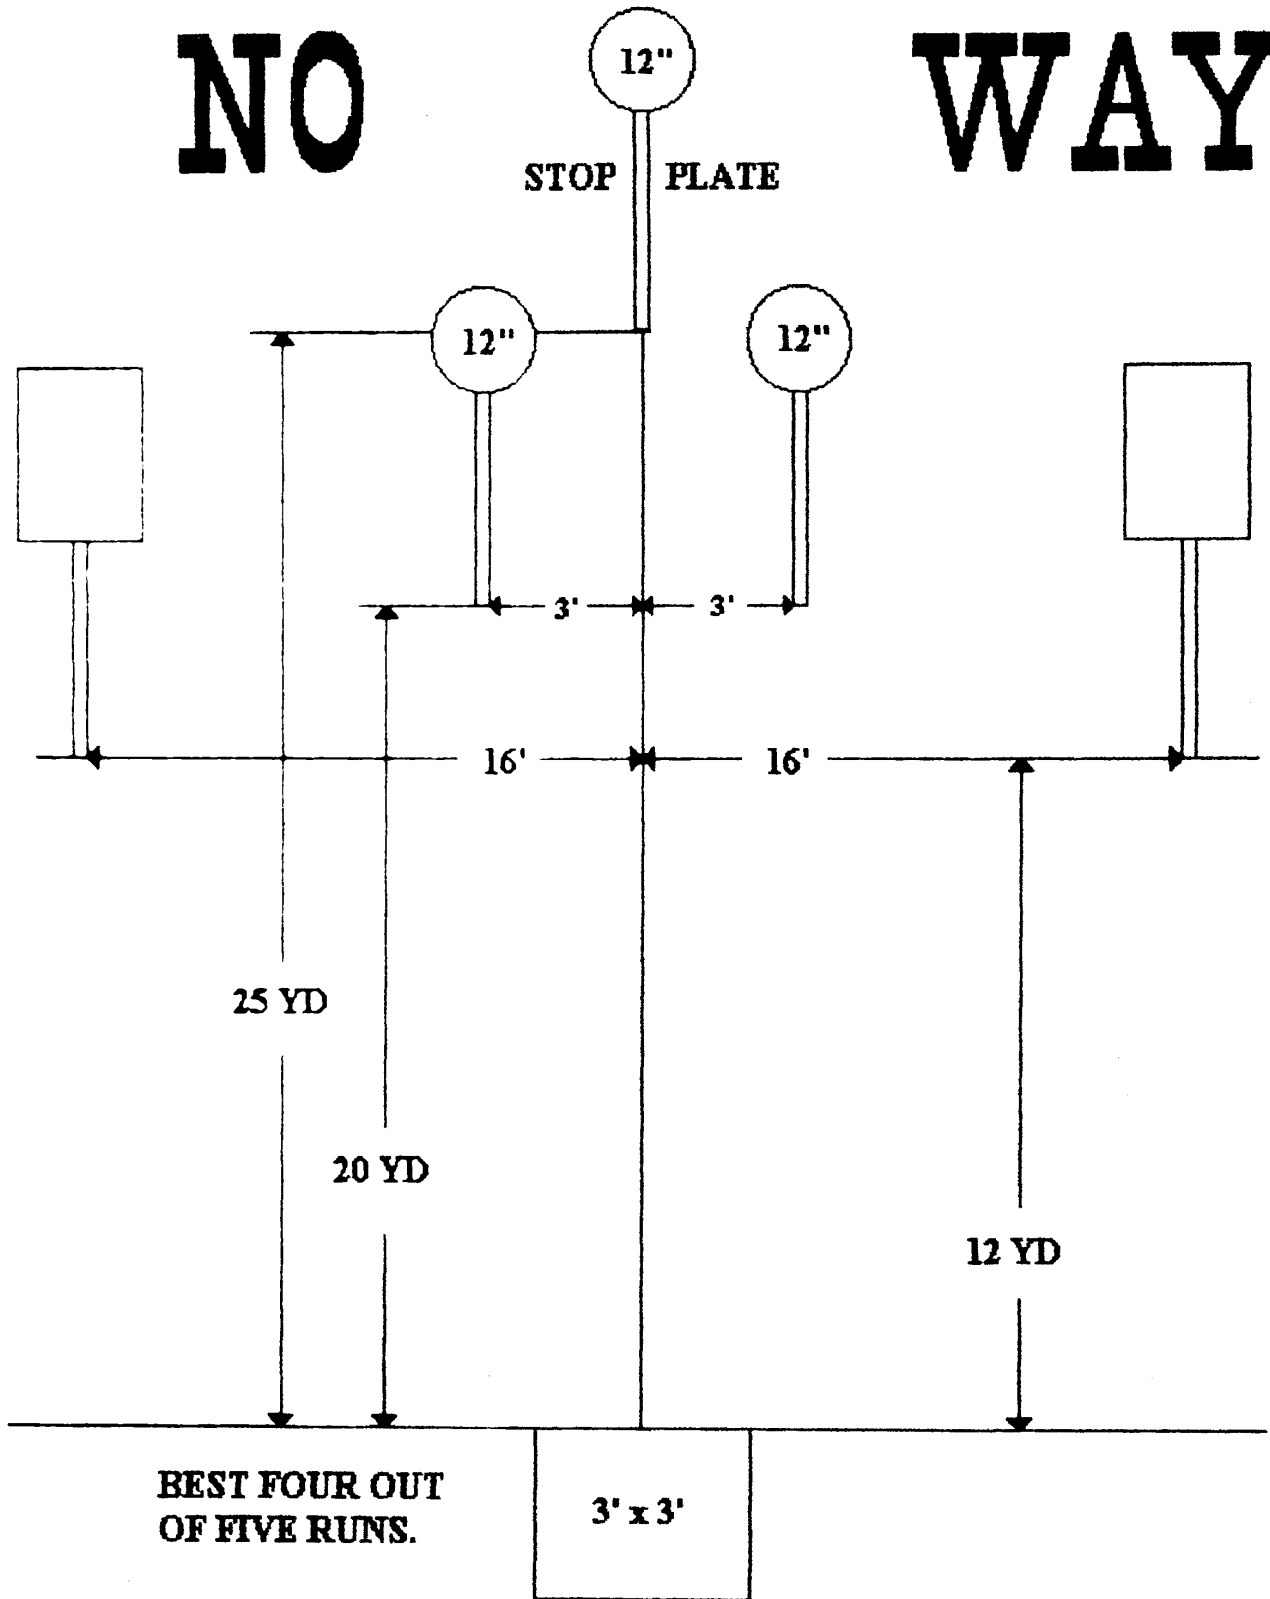 NO WAY
12"
STOP PLATE
12" 12"
3' 3'
16' 16'
25 YD
20 YD
12 YD
BEST FOUR OUT
OF FIVE RUNS.
3' x 3'